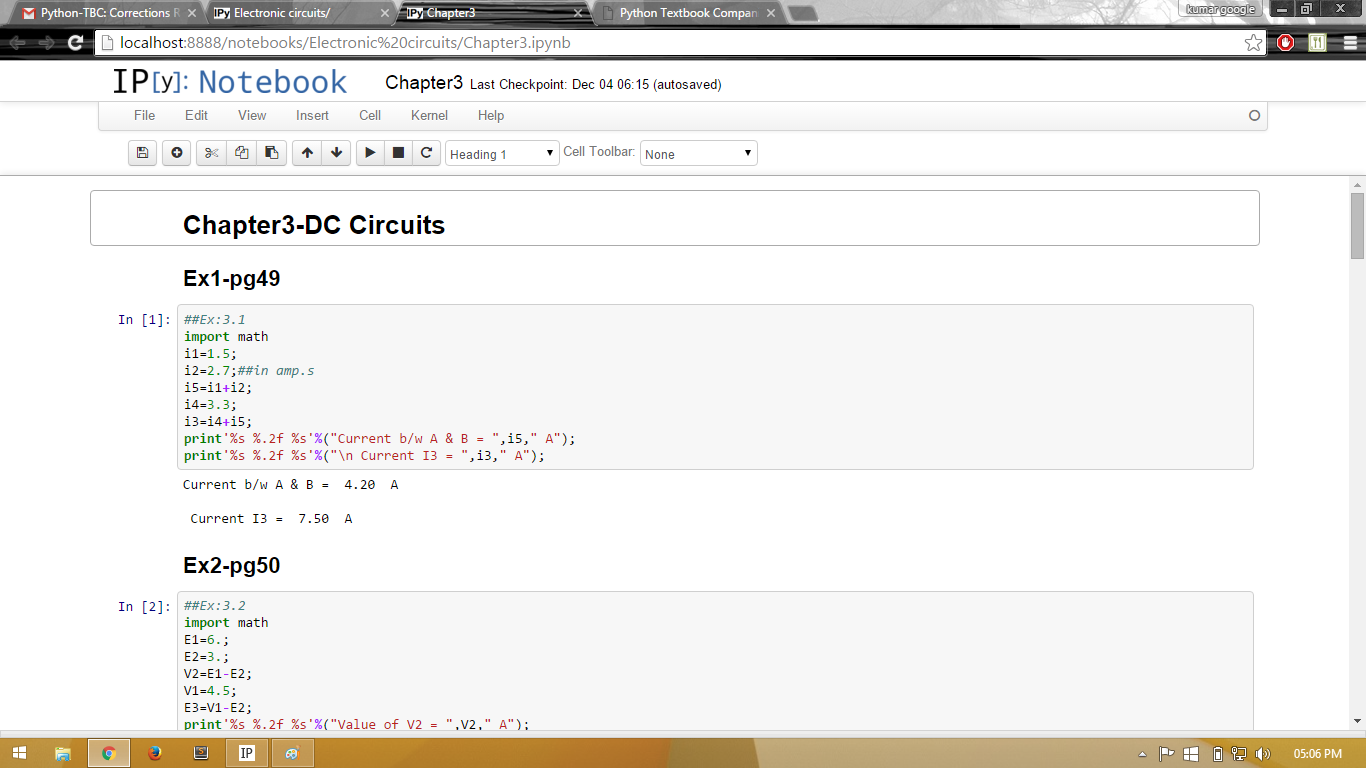 Python-TBC: Corrections R
IPy Electronic circuits/
IPy Chapter3
Python Textbook Compan
kumar google
localhost:8888/notebooks/Electronic%20circuits/Chapter3.ipynb
IP[y]: Notebook
Chapter3 Last Checkpoint: Dec 04 06:15 (autosaved)
File Edit View Insert Cell Kernel Help
Heading 1 Cell Toolbar: None
Chapter3-DC Circuits
Ex1-pg49
In [1]: ##Ex:3.1
import math
i1=1.5;
i2=2.7;##in amp.s
i5=i1+i2;
i4=3.3;
i3=i4+i5;
print'%s %.2f %s'%("Current b/w A & B = ",i5," A");
print'%s %.2f %s'%("\n Current I3 = ",i3," A");
Current b/w A & B =  4.20  A
Current I3 =  7.50  A
Ex2-pg50
In [2]: ##Ex:3.2
import math
E1=6.;
E2=3.;
V2=E1-E2;
V1=4.5;
E3=V1-E2;
print'%s %.2f %s'%("Value of V2 = ",V2," A");
IP
05:06 PM